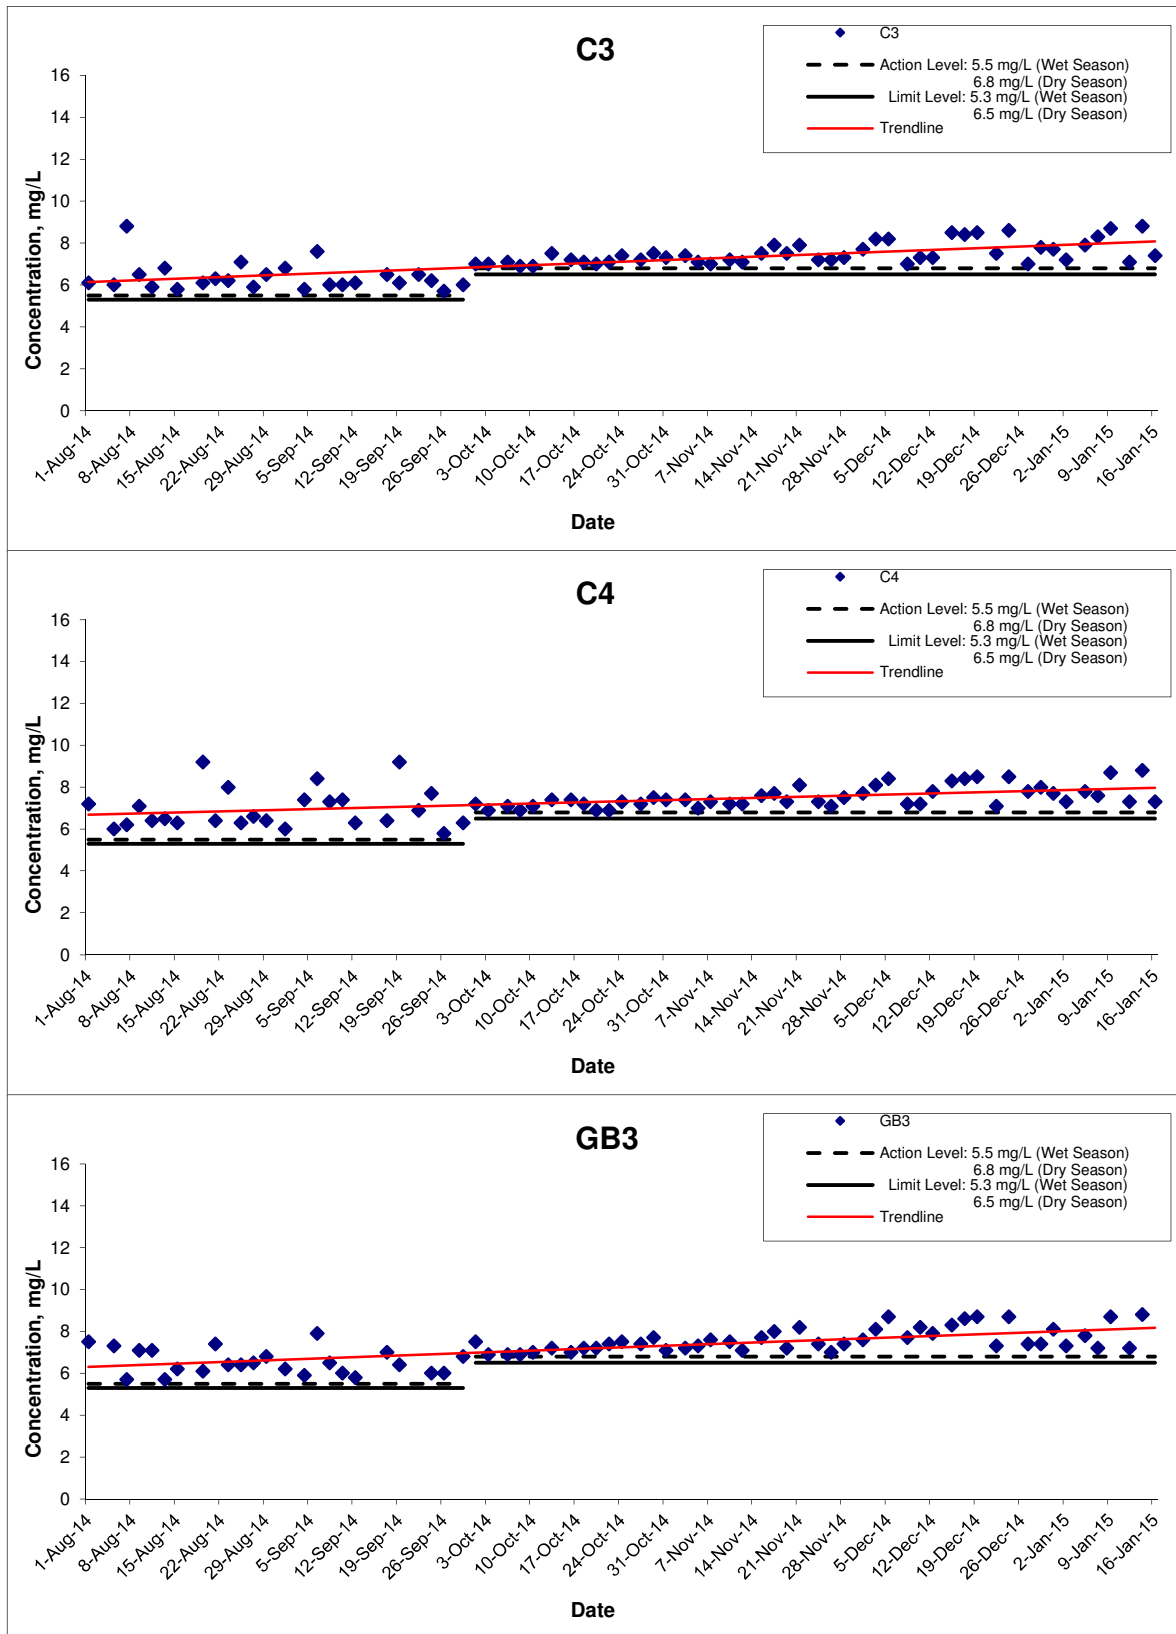 C3
C3
Action Level: 5.5 mg/L (Wet Season)
6.8 mg/L (Dry Season)
Limit Level: 5.3 mg/L (Wet Season)
6.5 mg/L (Dry Season)
Trendline
Concentration, mg/L
16
14
12
10
8
6
4
2
0
1-Aug-14
8-Aug-14
15-Aug-14
22-Aug-14
29-Aug-14
5-Sep-14
12-Sep-14
19-Sep-14
26-Sep-14
3-Oct-14
10-Oct-14
17-Oct-14
24-Oct-14
31-Oct-14
7-Nov-14
14-Nov-14
21-Nov-14
28-Nov-14
5-Dec-14
12-Dec-14
19-Dec-14
26-Dec-14
2-Jan-15
9-Jan-15
16-Jan-15
Date
C4
C4
Action Level: 5.5 mg/L (Wet Season)
6.8 mg/L (Dry Season)
Limit Level: 5.3 mg/L (Wet Season)
6.5 mg/L (Dry Season)
Trendline
Concentration, mg/L
16
14
12
10
8
6
4
2
0
1-Aug-14
8-Aug-14
15-Aug-14
22-Aug-14
29-Aug-14
5-Sep-14
12-Sep-14
19-Sep-14
26-Sep-14
3-Oct-14
10-Oct-14
17-Oct-14
24-Oct-14
31-Oct-14
7-Nov-14
14-Nov-14
21-Nov-14
28-Nov-14
5-Dec-14
12-Dec-14
19-Dec-14
26-Dec-14
2-Jan-15
9-Jan-15
16-Jan-15
Date
GB3
GB3
Action Level: 5.5 mg/L (Wet Season)
6.8 mg/L (Dry Season)
Limit Level: 5.3 mg/L (Wet Season)
6.5 mg/L (Dry Season)
Trendline
Concentration, mg/L
16
14
12
10
8
6
4
2
0
1-Aug-14
8-Aug-14
15-Aug-14
22-Aug-14
29-Aug-14
5-Sep-14
12-Sep-14
19-Sep-14
26-Sep-14
3-Oct-14
10-Oct-14
17-Oct-14
24-Oct-14
31-Oct-14
7-Nov-14
14-Nov-14
21-Nov-14
28-Nov-14
5-Dec-14
12-Dec-14
19-Dec-14
26-Dec-14
2-Jan-15
9-Jan-15
16-Jan-15
Date